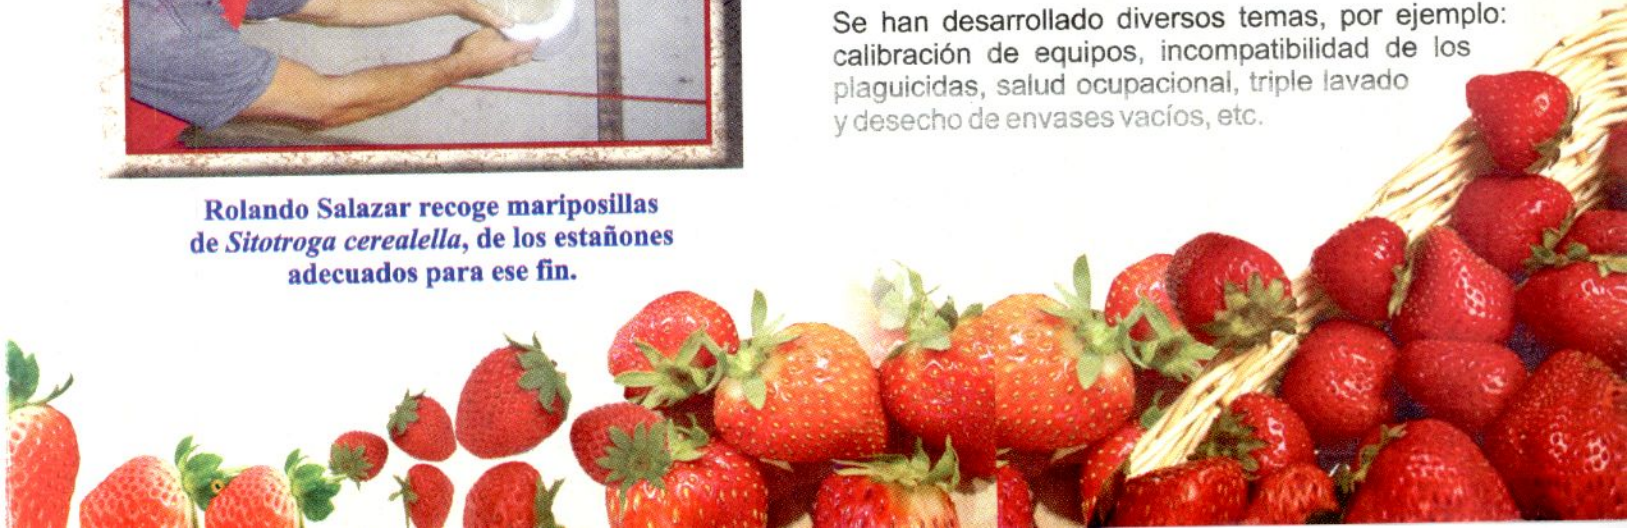 Rolando Salazar recoge mariposillas
de Sitotroga cerealella, de los estañones
adecuados para ese fin.
Se han desarrollado diversos temas, por ejemplo:
calibración de equipos, incompatibilidad de los
plaguicidas, salud ocupacional, triple lavado
y desecho de envases vacíos, etc.